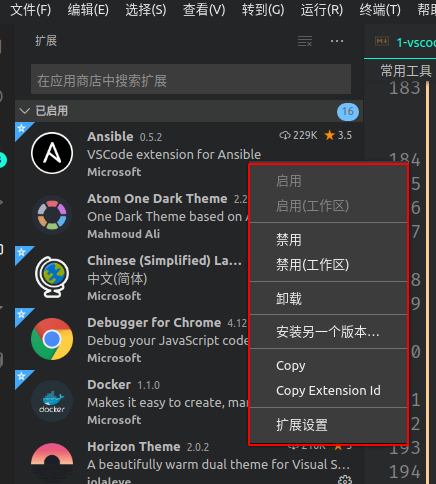 文件(F) 编辑(E) 选择(S) 查看(V) 转到(G) 运行(R) 终端(T)
扩展
1-vscod
在应用商店中搜索扩展
常用工具
183
已启用
16
Ansible 0.5.2 229K 3.5
VSCode extension for Ansible
Microsoft
184
Atom One Dark Theme 2.2
One Dark Theme based on
Mahmoud Ali
Chinese (Simplified) La...
中文(简体)
Microsoft
Debugger for Chrome 4.12
Debug your JavaScript code
Microsoft
Docker 1.1.0
Makes it easy to create, ma
Microsoft
docker
Horizon Theme 2.0.2
A beautifully warm dual theme for Visual S...
jolaleye
启用
启用(工作区)
禁用
禁用(工作区)
卸载
安装另一个版本...
Copy
Copy Extension Id
扩展设置
5
6
7
8
9
0
1
2
193
194